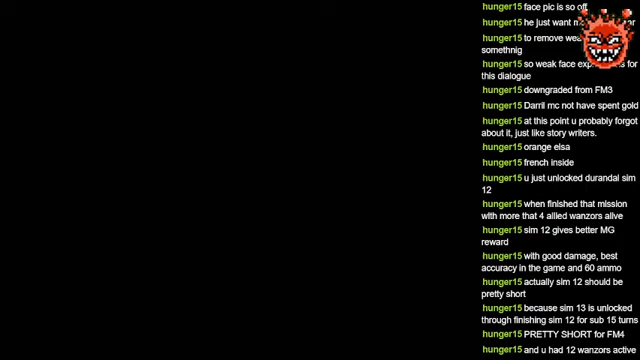 hunger15 face pic is so off
hunger15 he just want
to remove
somethnig
hunger15 so weak face for
this dialogue
hunger15 downgraded from FM3
hunger15 Darril mc not have spent gold
hunger15 at this point u probably forgot
about it, just like story writers.
hunger15 orange elsa
hunger15 french inside
hunger15 u just unlocked durandal sim
12
hunger15 when finished that mission
with more that 4 allied wanzors alive
hunger15 sim 12 gives better MG
reward
hunger15 with good damage, best
accuracy in the game and 60 ammo
hunger15 actually sim 12 should be
pretty short
hunger15 because sim 13 is unlocked
through finishing sim 12 for sub 15 turns
hunger15 PRETTY SHORT for FM4
hunger15 and u had 12 wanzors active